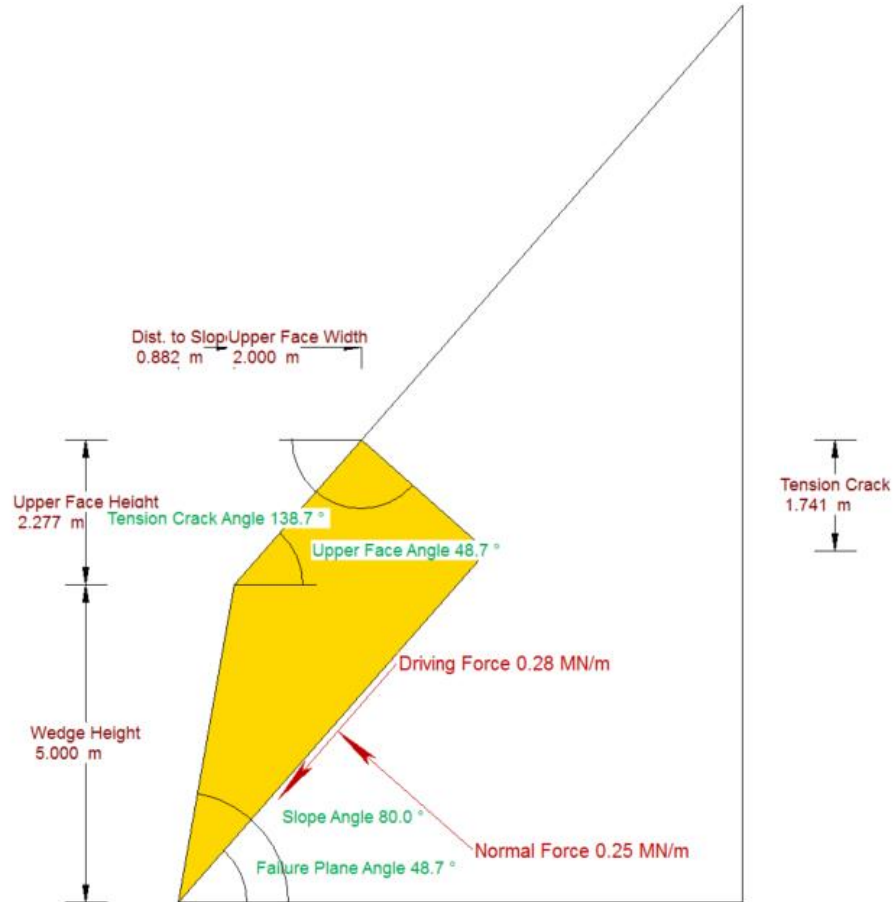 Dist. to Slop
Upper Face Width
0.882 m
2.000 m
Upper Face Height
2.277 m
Tension Crack Angle 138.7 °
Tension Crack
1.741 m
Upper Face Angle 48.7 °
Driving Force 0.28 MN/m
Wedge Height
5.000 m
Slope Angle 80.0 °
Normal Force 0.25 MN/m
Failure Plane Angle 48.7 °